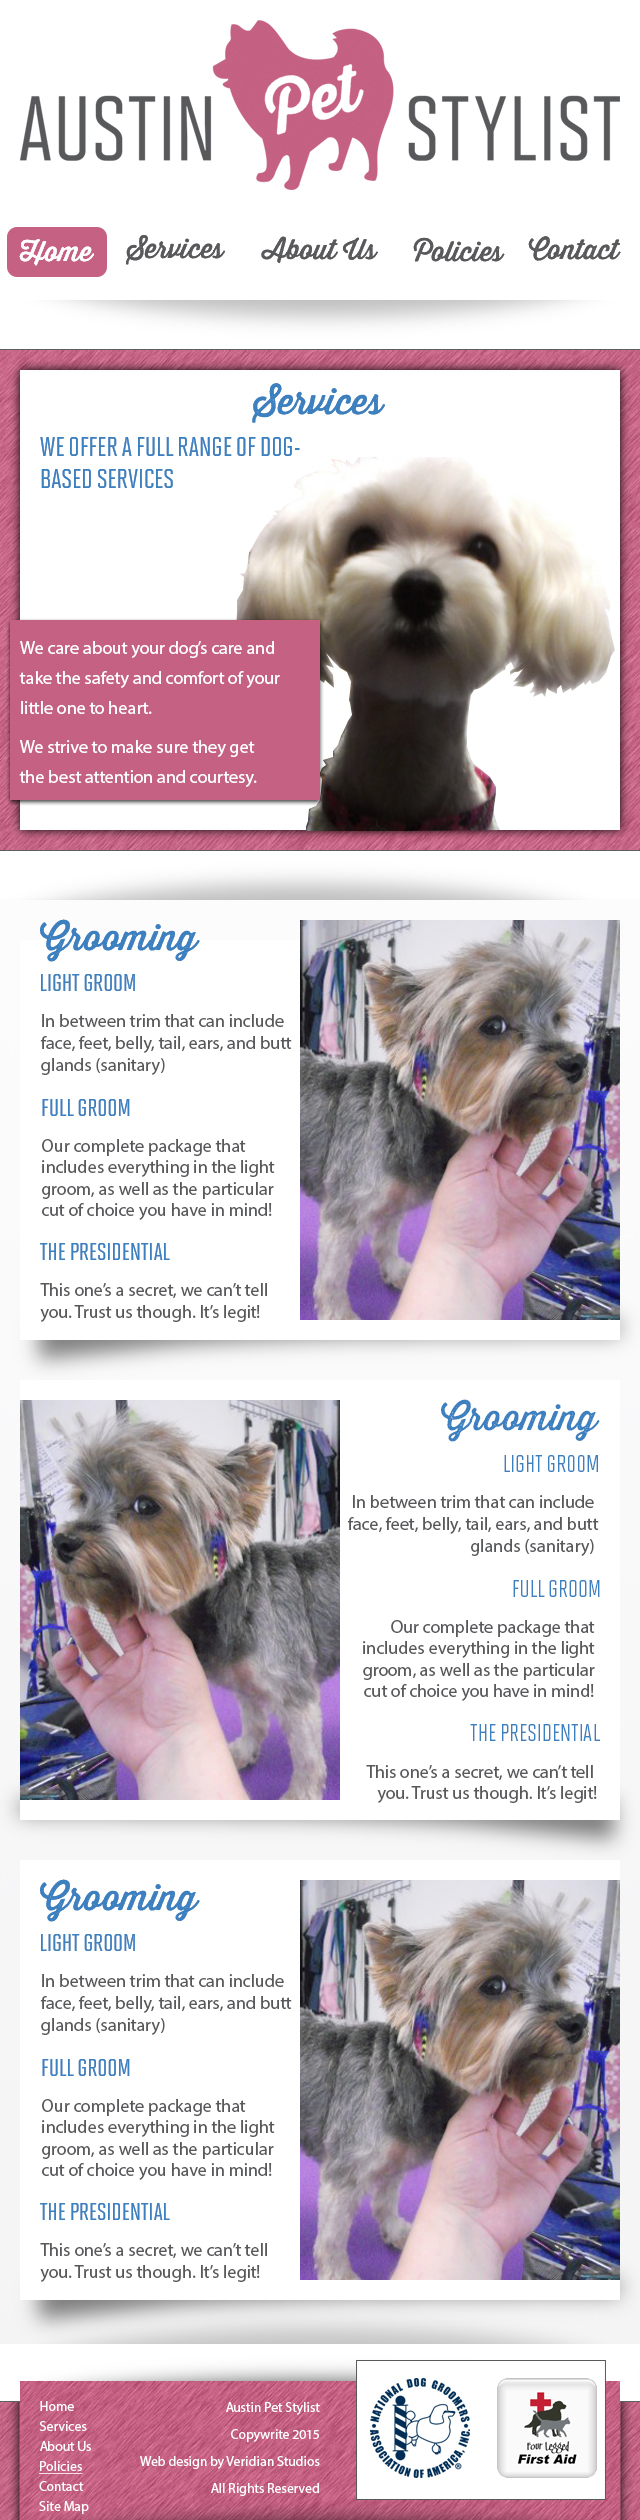 AUSTIN Pet STYLIST
Home Services About Us Policies Contact
Services
WE OFFER A FULL RANGE OF DOG-
BASED SERVICES
We care about your dog's care and
take the safety and comfort of your
little one to heart.
We strive to make sure they get
the best attention and courtesy.
Grooming
LIGHT GROOM
In between trim that can include
face, feet, belly, tail, ears, and butt
glands (sanitary)
FULL GROOM
Our complete package that
includes everything in the light
groom, as well as the particular
cut of choice you have in mind!
THE PRESIDENTIAL
This one's a secret, we can't tell
you. Trust us though. It's legit!
Grooming
LIGHT GROOM
In between trim that can include
face, feet, belly, tail, ears, and butt
glands (sanitary)
FULL GROOM
Our complete package that
includes everything in the light
groom, as well as the particular
cut of choice you have in mind!
THE PRESIDENTIAL
This one's a secret, we can't tell
you. Trust us though. It's legit!
Grooming
LIGHT GROOM
In between trim that can include
face, feet, belly, tail, ears, and butt
glands (sanitary)
FULL GROOM
Our complete package that
includes everything in the light
groom, as well as the particular
cut of choice you have in mind!
THE PRESIDENTIAL
This one's a secret, we can't tell
you. Trust us though. It's legit!
Home
Services
About Us
Policies
Contact
Site Map
Austin Pet Stylist
Copywrite 2015
Web design by Veridian Studios
All Rights Reserved
NATIONAL DOG GROOMERS
ASSOCIATION OF AMERICA, INC.®
Four Legged
First Aid